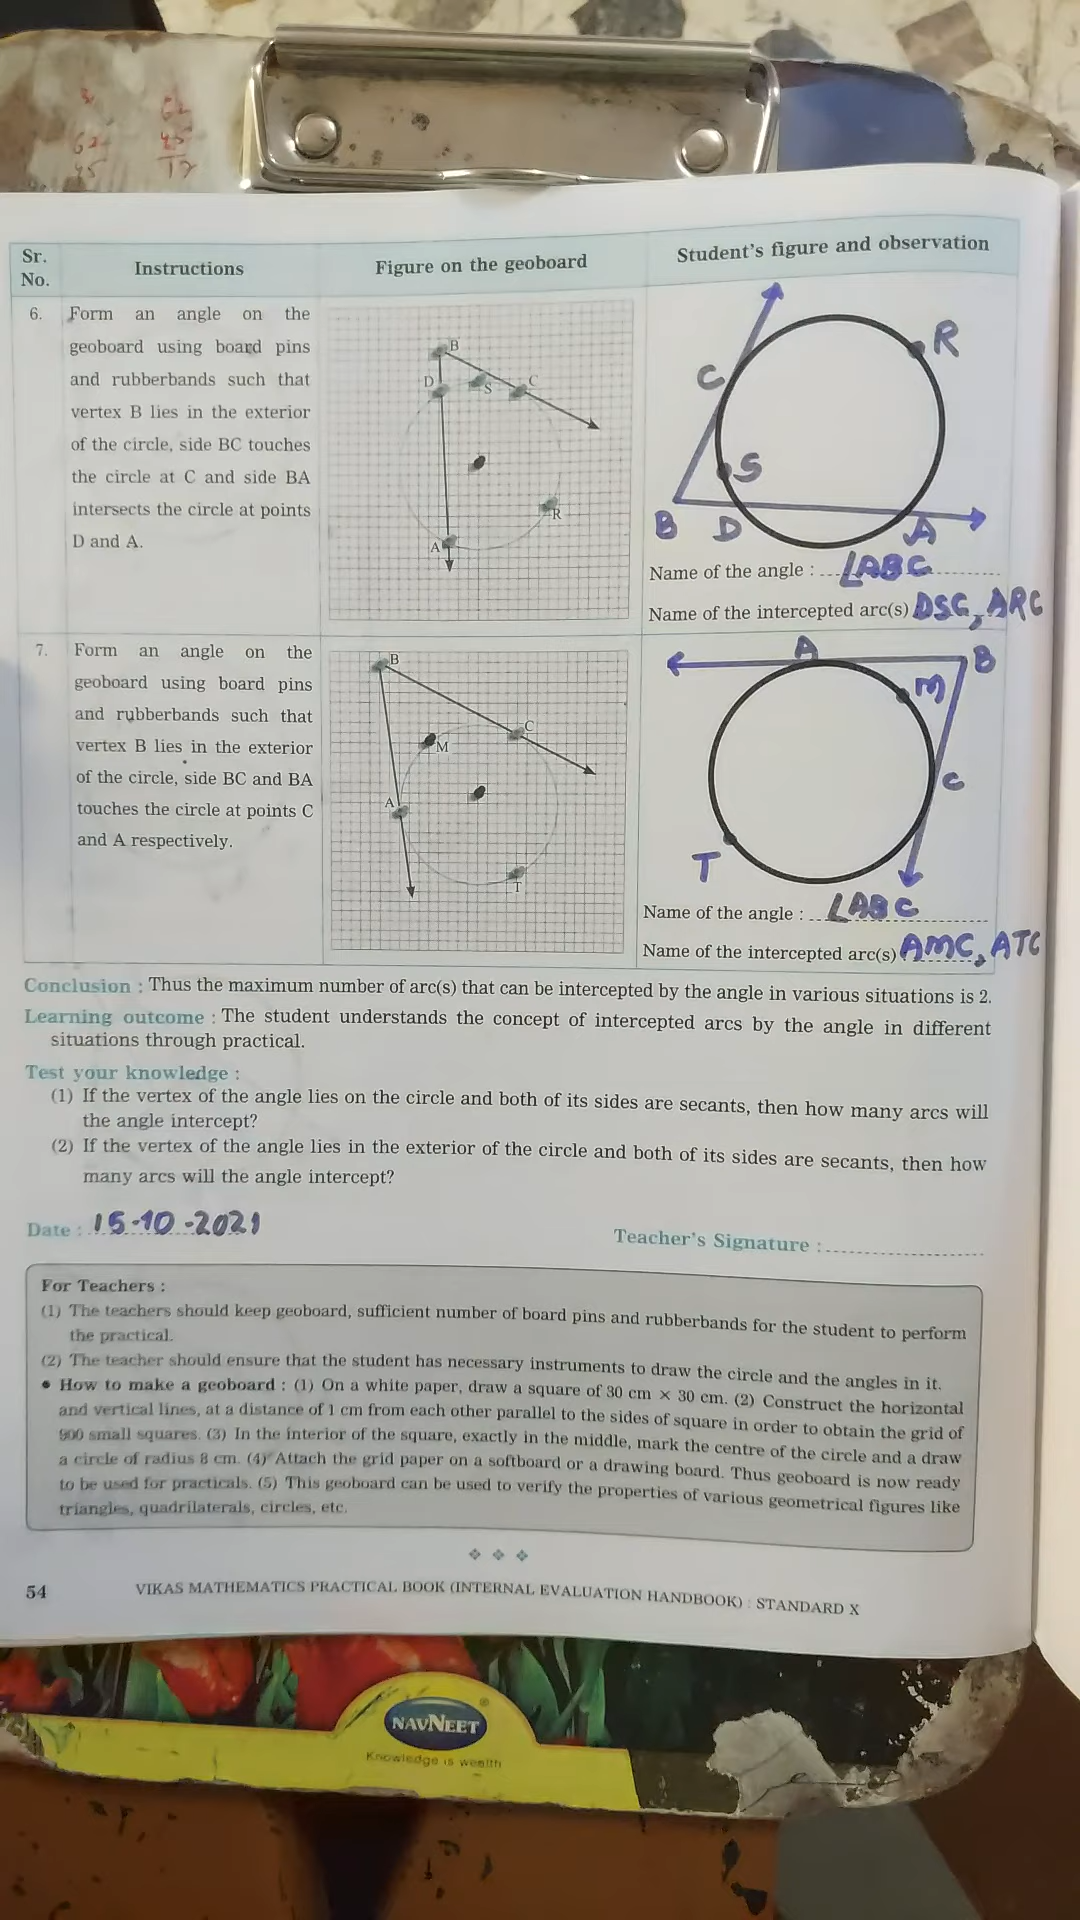 62
45
62
45
17
Sr. No.
Instructions
Figure on the geoboard
Student's figure and observation
6.
Form an angle on the
geoboard using board pins
and rubberbands such that
vertex B lies in the exterior
of the circle, side BC touches
the circle at C and side BA
intersects the circle at points
D and A.
B
D
S
C
R
A
R
C
S
B D A
Name of the angle : ∠ABC
Name of the intercepted arc(s) DSC, ARC
7.
Form an angle on the
geoboard using board pins
and rubberbands such that
vertex B lies in the exterior
of the circle, side BC and BA
touches the circle at points C
and A respectively.
B
C
M
A
T
A
B
M
C
T
Name of the angle : ∠ABC
Name of the intercepted arc(s) AMC, ATC
Conclusion : Thus the maximum number of arc(s) that can be intercepted by the angle in various situations is 2.
Learning outcome : The student understands the concept of intercepted arcs by the angle in different
situations through practical.
Test your knowledge :
(1) If the vertex of the angle lies on the circle and both of its sides are secants, then how many arcs will
the angle intercept?
(2) If the vertex of the angle lies in the exterior of the circle and both of its sides are secants, then how
many arcs will the angle intercept?
Date : 15-10-2021
Teacher's Signature :
For Teachers :
(1) The teachers should keep geoboard, sufficient number of board pins and rubberbands for the student to perform
the practical.
(2) The teacher should ensure that the student has necessary instruments to draw the circle and the angles in it.
• How to make a geoboard : (1) On a white paper, draw a square of 30 cm × 30 cm. (2) Construct the horizontal
and vertical lines, at a distance of 1 cm from each other parallel to the sides of square in order to obtain the grid of
900 small squares. (3) In the interior of the square, exactly in the middle, mark the centre of the circle and a draw
a circle of radius 8 cm. (4) Attach the grid paper on a softboard or a drawing board. Thus geoboard is now ready
to be used for practicals. (5) This geoboard can be used to verify the properties of various geometrical figures like
triangles, quadrilaterals, circles, etc.
54
VIKAS MATHEMATICS PRACTICAL BOOK (INTERNAL EVALUATION HANDBOOK) : STANDARD X
NAVNEET
®
Knowledge is wealth